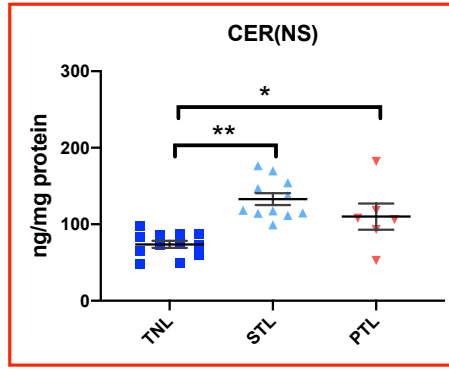 CER(NS)
300
200
100
0
ng/mg protein
*
**
TNL
STL
PTL